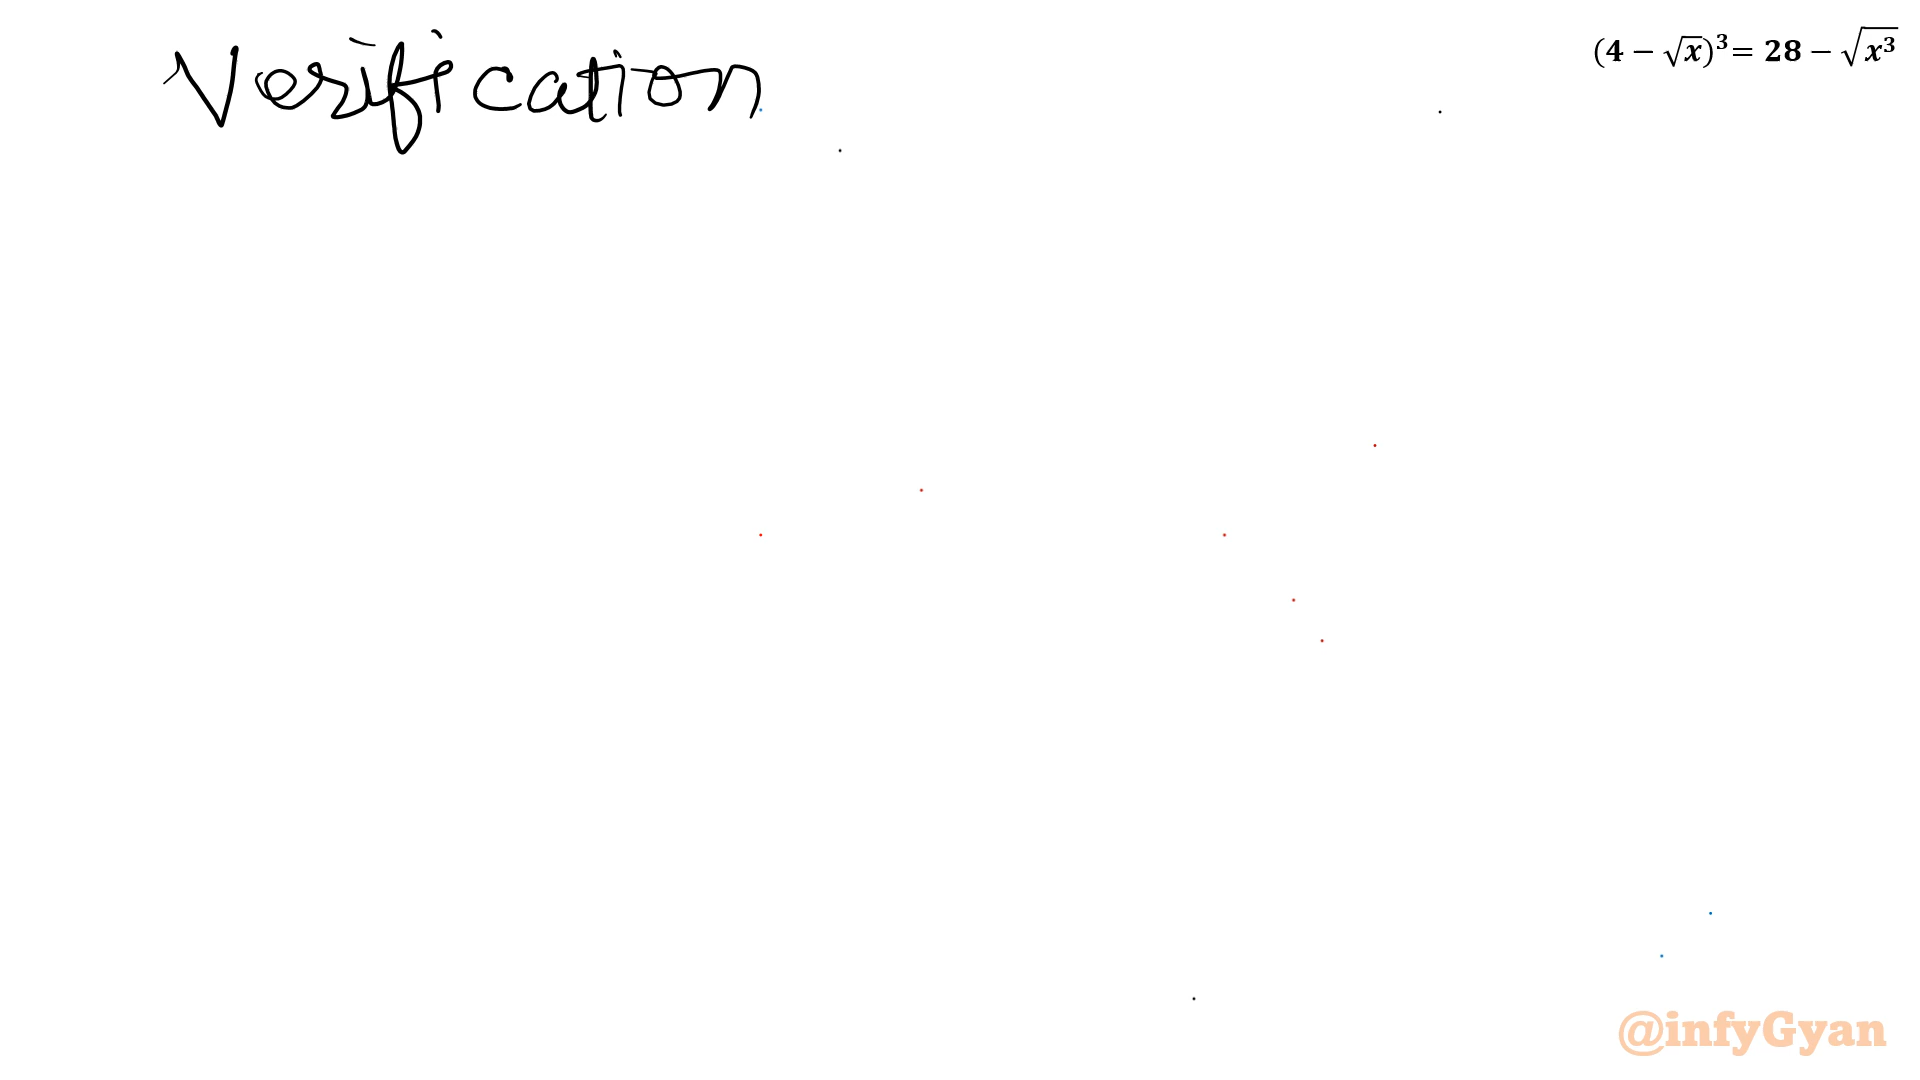 Verification
(4 − √x)³ = 28 − √x³
@infyGyan